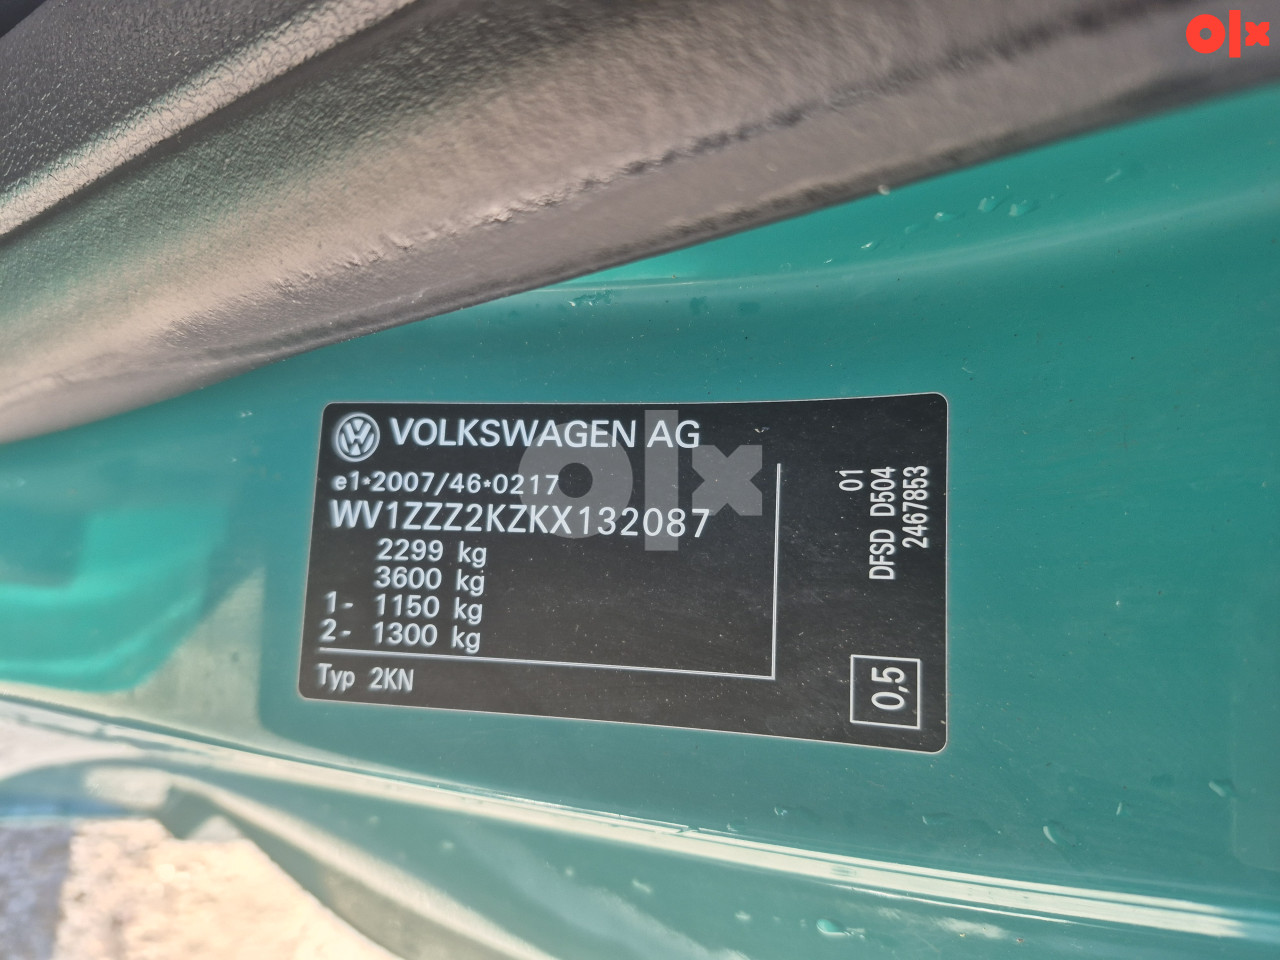 olx
VOLKSWAGEN AG
olx
e1*2007/46*0217
WV1ZZZ2KZKX132087
2299 kg
3600 kg
1- 1150 kg
2- 1300 kg
Typ 2KN
01
DFSD D504
2467853
0,5